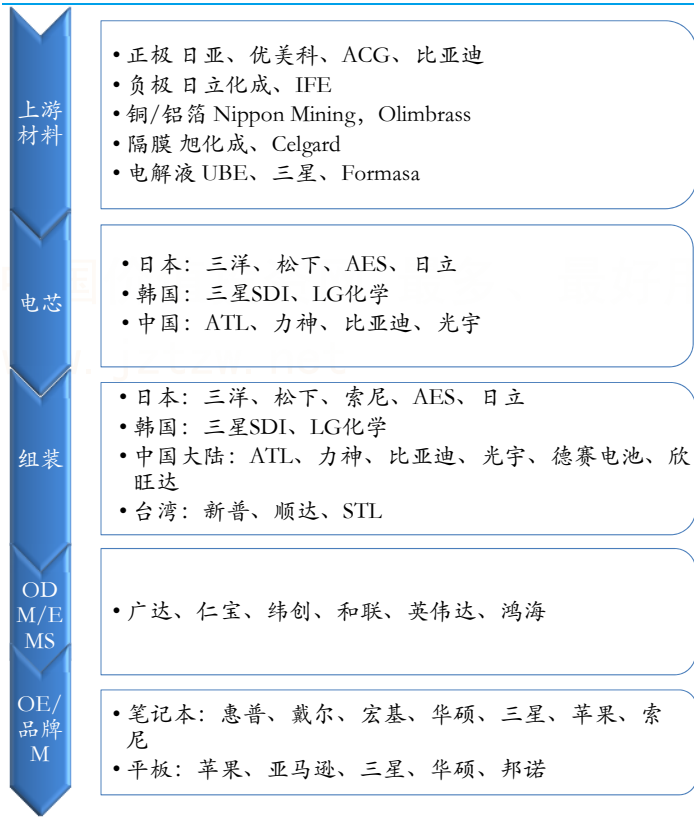 上游
材料
• 正极 日亚、优美科、ACG、比亚迪
• 负极 日立化成、IFE
• 铜/铝箔 Nippon Mining，Olimbrass
• 隔膜 旭化成、Celgard
• 电解液 UBE、三星、Formasa
电芯
• 日本：三洋、松下、AES、日立
• 韩国：三星SDI、LG化学
• 中国：ATL、力神、比亚迪、光宇
组装
• 日本：三洋、松下、索尼、AES、日立
• 韩国：三星SDI、LG化学
• 中国大陆：ATL、力神、比亚迪、光宇、德赛电池、欣
旺达
• 台湾：新普、顺达、STL
OD
M/E
MS
• 广达、仁宝、纬创、和联、英伟达、鸿海
OE/
品牌
M
• 笔记本：惠普、戴尔、宏基、华硕、三星、苹果、索
尼
• 平板：苹果、亚马逊、三星、华硕、邦诺